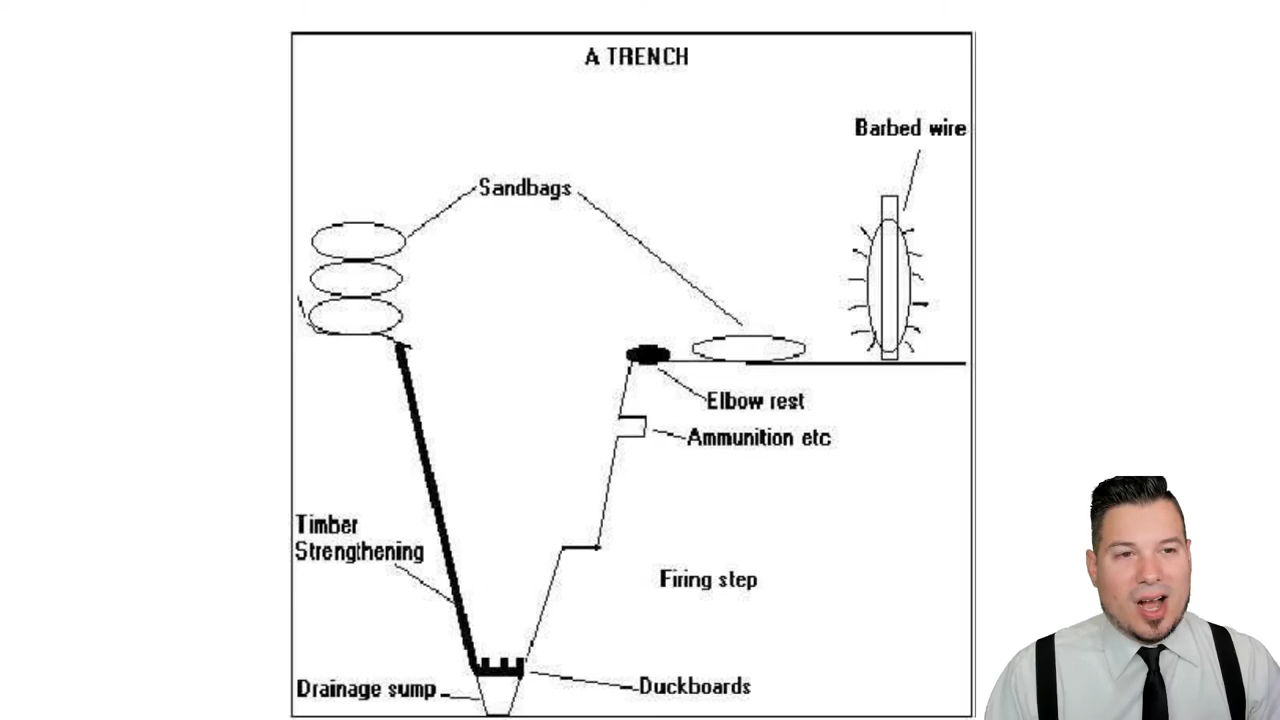 A TRENCH
Barbed wire
Sandbags
Elbow rest
Ammunition etc
Timber
Strengthening
Firing step
Drainage sump
Duckboards